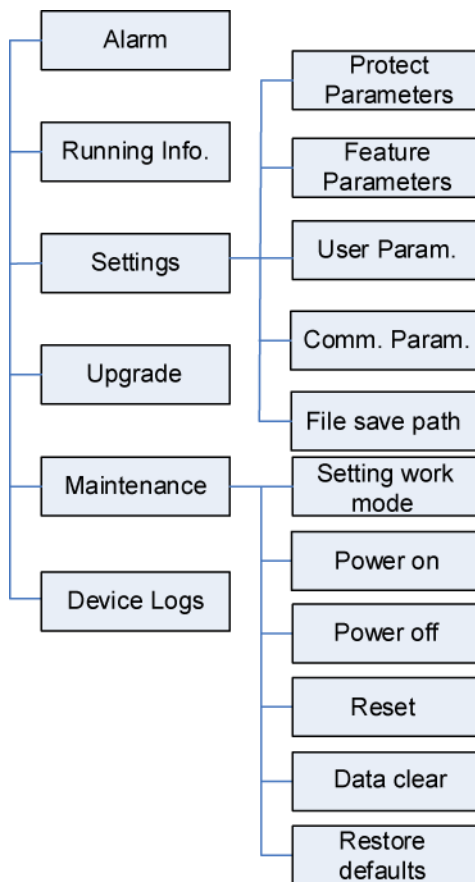 Alarm
Running Info.
Settings
Upgrade
Maintenance
Device Logs
Protect
Parameters
Feature
Parameters
User Param.
Comm. Param.
File save path
Setting work
mode
Power on
Power off
Reset
Data clear
Restore
defaults